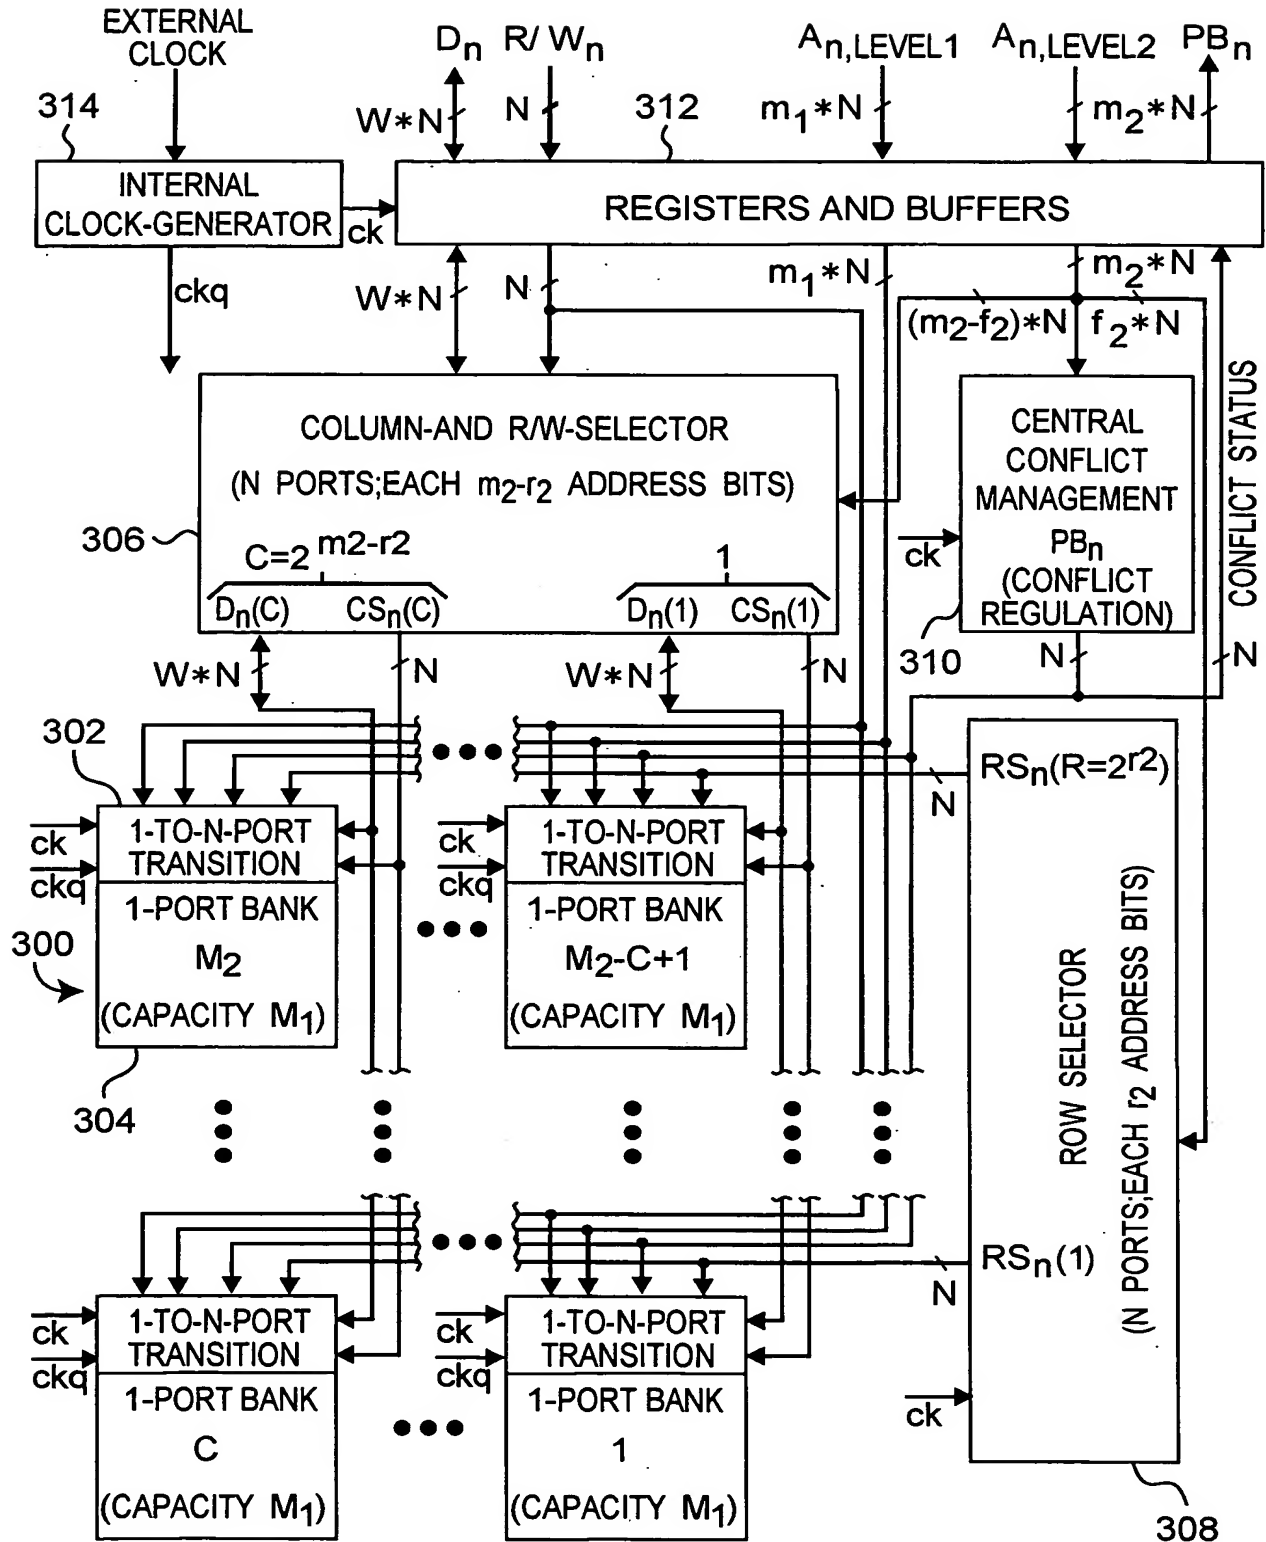 EXTERNAL
CLOCK
Dn
R/Wn
An,LEVEL1
An,LEVEL2
PBn
314
W*N
N
312
m1*N
m2*N
INTERNAL
CLOCK-GENERATOR
ck
REGISTERS AND BUFFERS
ckq
W*N
N
m1*N
m2*N
(m2-f2)*N
f2*N
COLUMN-AND R/W-SELECTOR
(N PORTS;EACH m2-r2 ADDRESS BITS)
306
C=2 m2-r2
1
Dn(C)
CSn(C)
Dn(1)
CSn(1)
CENTRAL
CONFLICT
MANAGEMENT
PBn
(CONFLICT
REGULATION)
ck
310
CONFLICT STATUS
W*N
N
W*N
N
N
N
302
RSn(R=2r2)
N
1-TO-N-PORT
TRANSITION
ck
ckq
1-PORT BANK
M2
(CAPACITY M1)
1-TO-N-PORT
TRANSITION
ck
ckq
1-PORT BANK
M2-C+1
(CAPACITY M1)
300
304
ROW SELECTOR
(N PORTS;EACH r2 ADDRESS BITS)
RSn(1)
N
1-TO-N-PORT
TRANSITION
ck
ckq
1-PORT BANK
C
(CAPACITY M1)
1-TO-N-PORT
TRANSITION
ck
ckq
1-PORT BANK
1
(CAPACITY M1)
ck
308